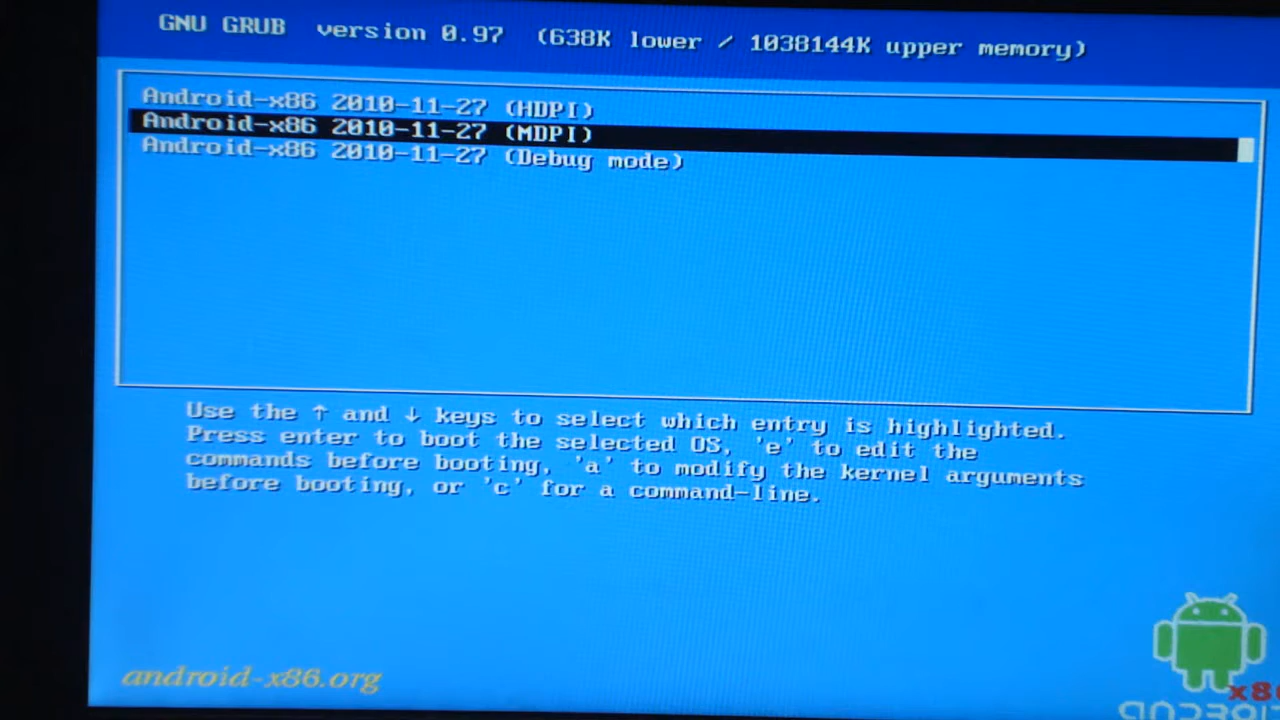 GNU GRUB version 0.97 (638K lower / 1038144K upper memory)
Android-x86 2010-11-27 (HDPI)
Android-x86 2010-11-27 (MDPI)
Android-x86 2010-11-27 (Debug mode)
Use the ↑ and ↓ keys to select which entry is highlighted.
Press enter to boot the selected OS, 'e' to edit the
commands before booting, 'a' to modify the kernel arguments
before booting, or 'c' for a command-line.
android-x86.org